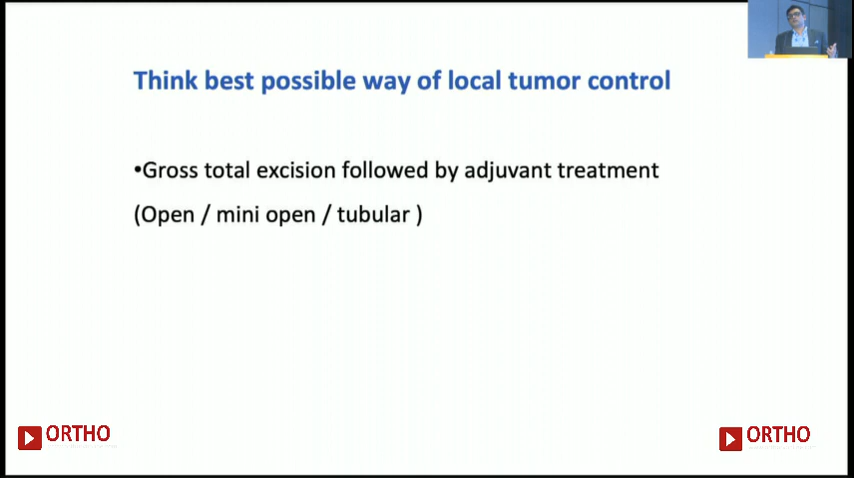 Think best possible way of local tumor control
•Gross total excision followed by adjuvant treatment
(Open / mini open / tubular )
ORTHO
ORTHO